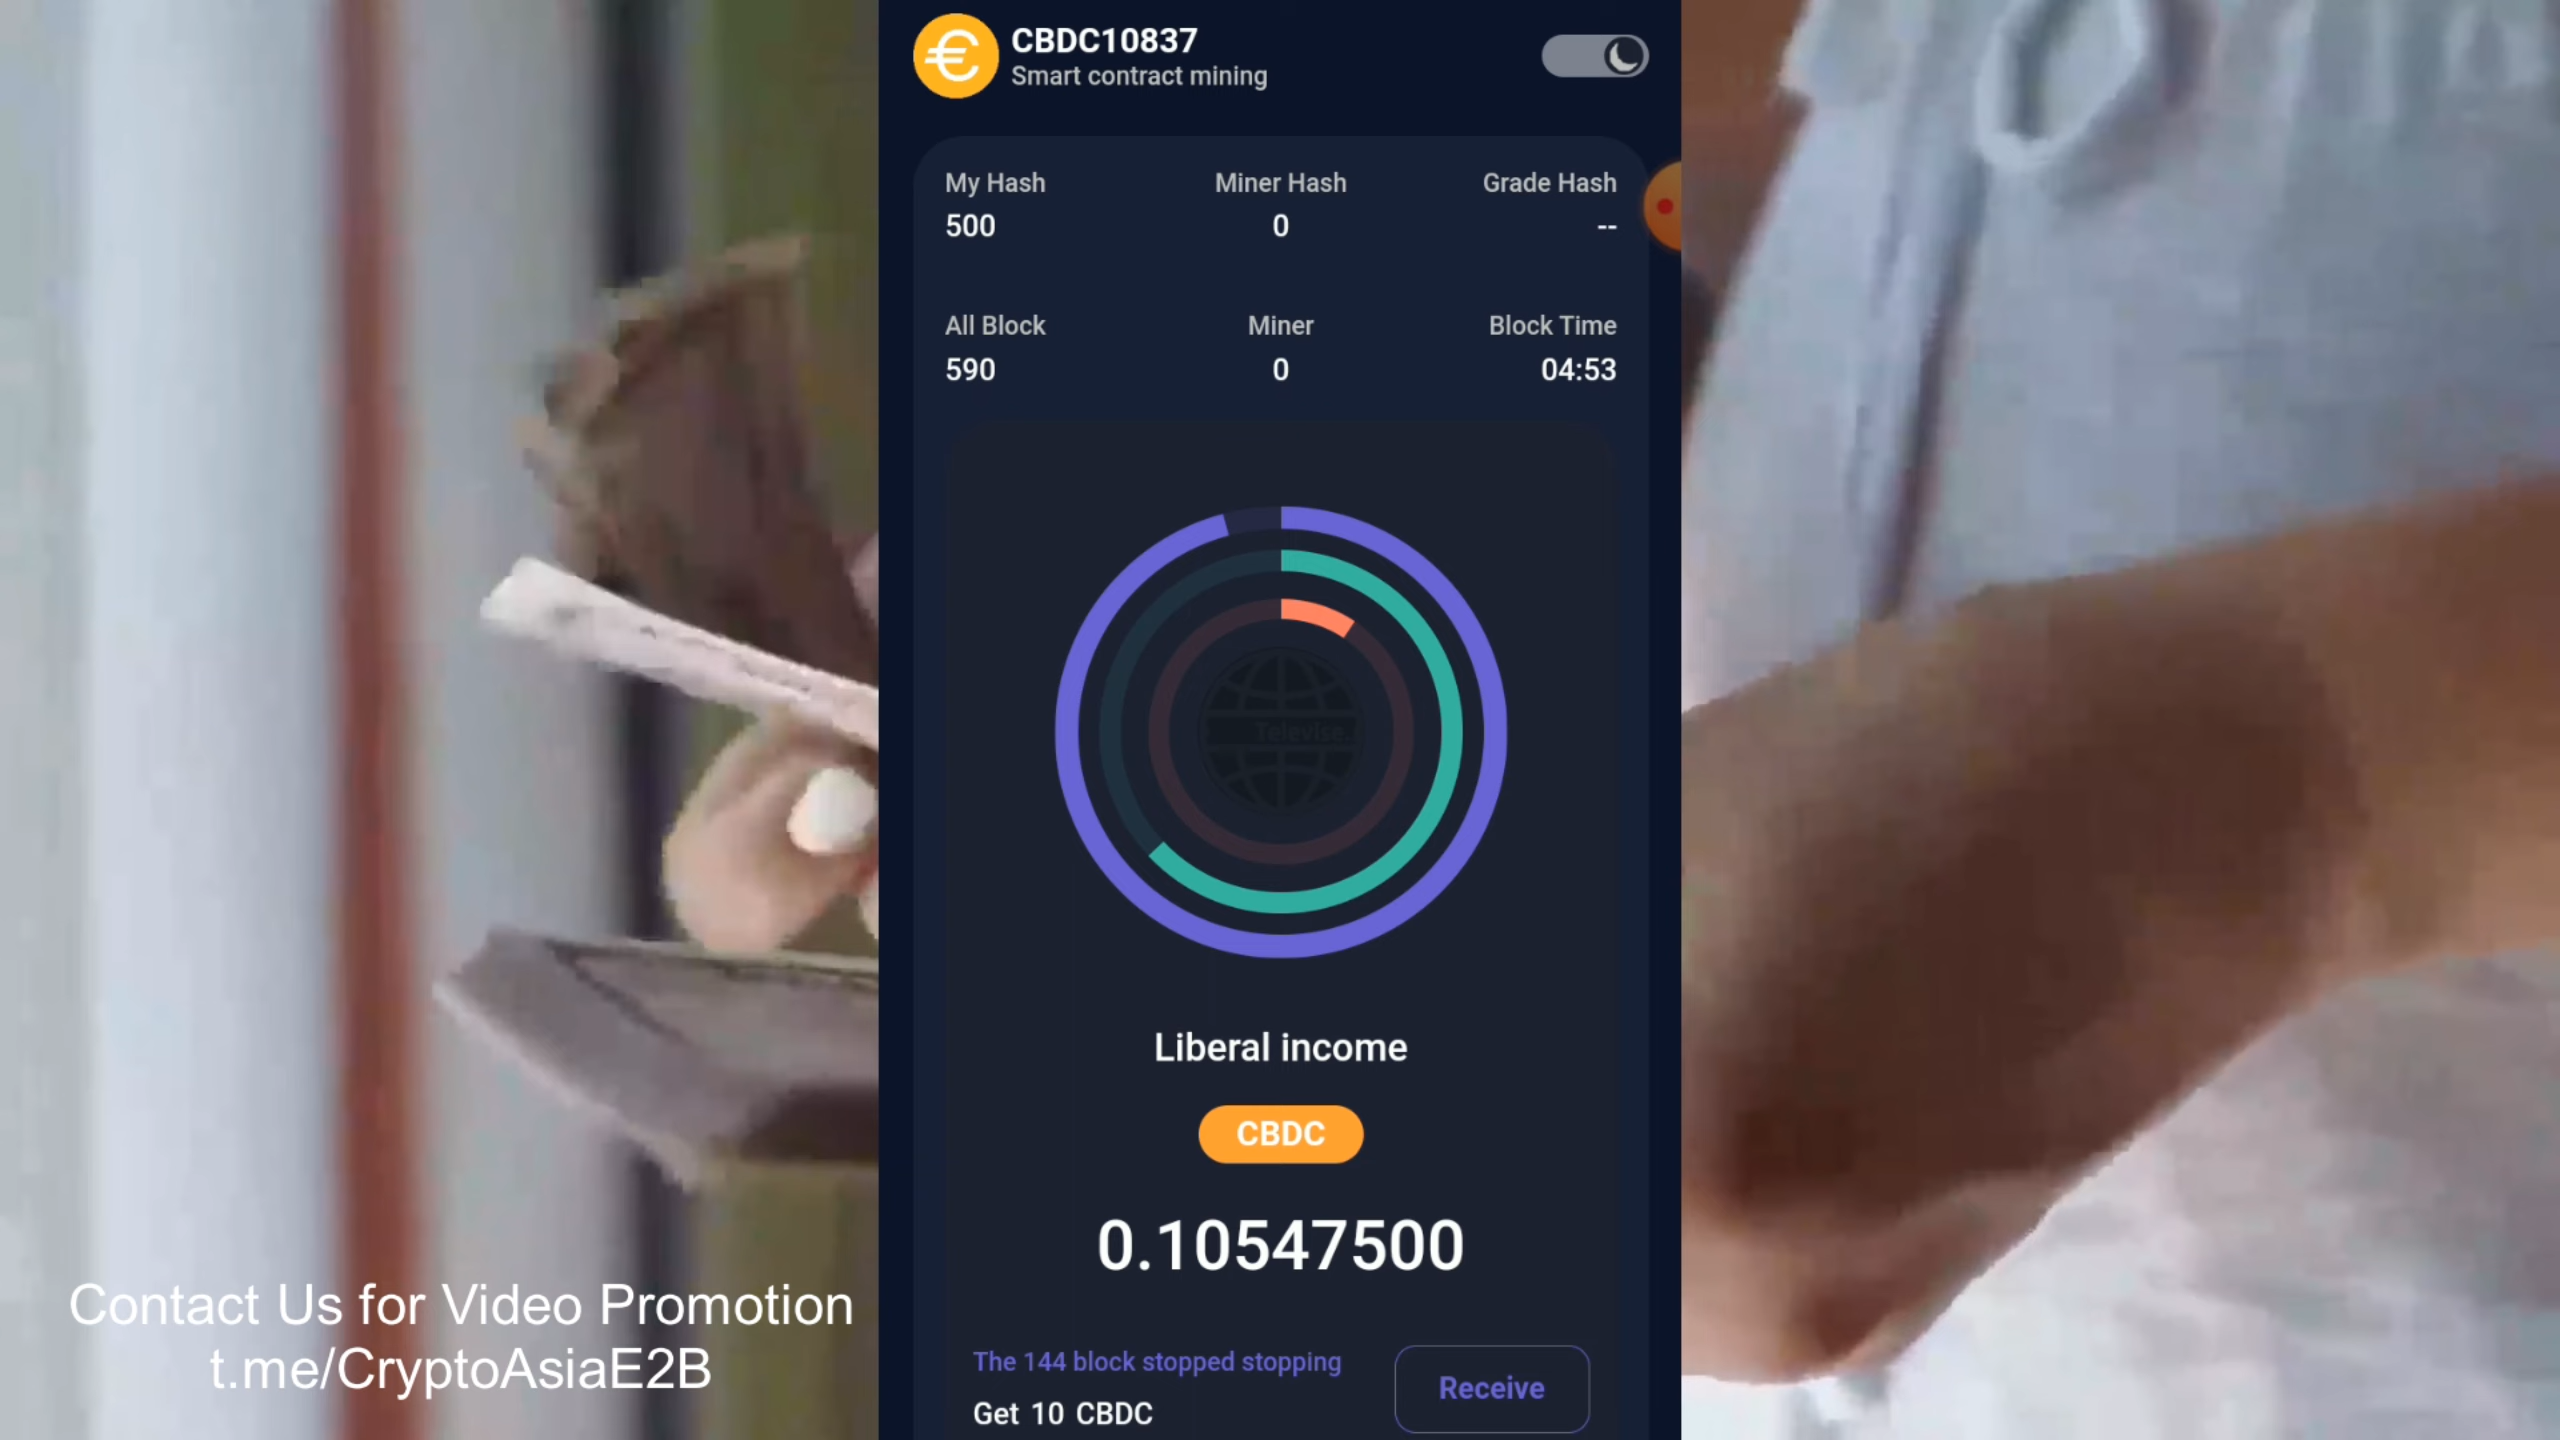 CBDC10837
Smart contract mining
My Hash
Miner Hash
Grade Hash
500
0
--
All Block
Miner
Block Time
590
0
04:53
Televise.
Liberal income
CBDC
0.10547500
The 144 block stopped stopping
Get 10 CBDC
Receive
Contact Us for Video Promotion
t.me/CryptoAsiaE2B